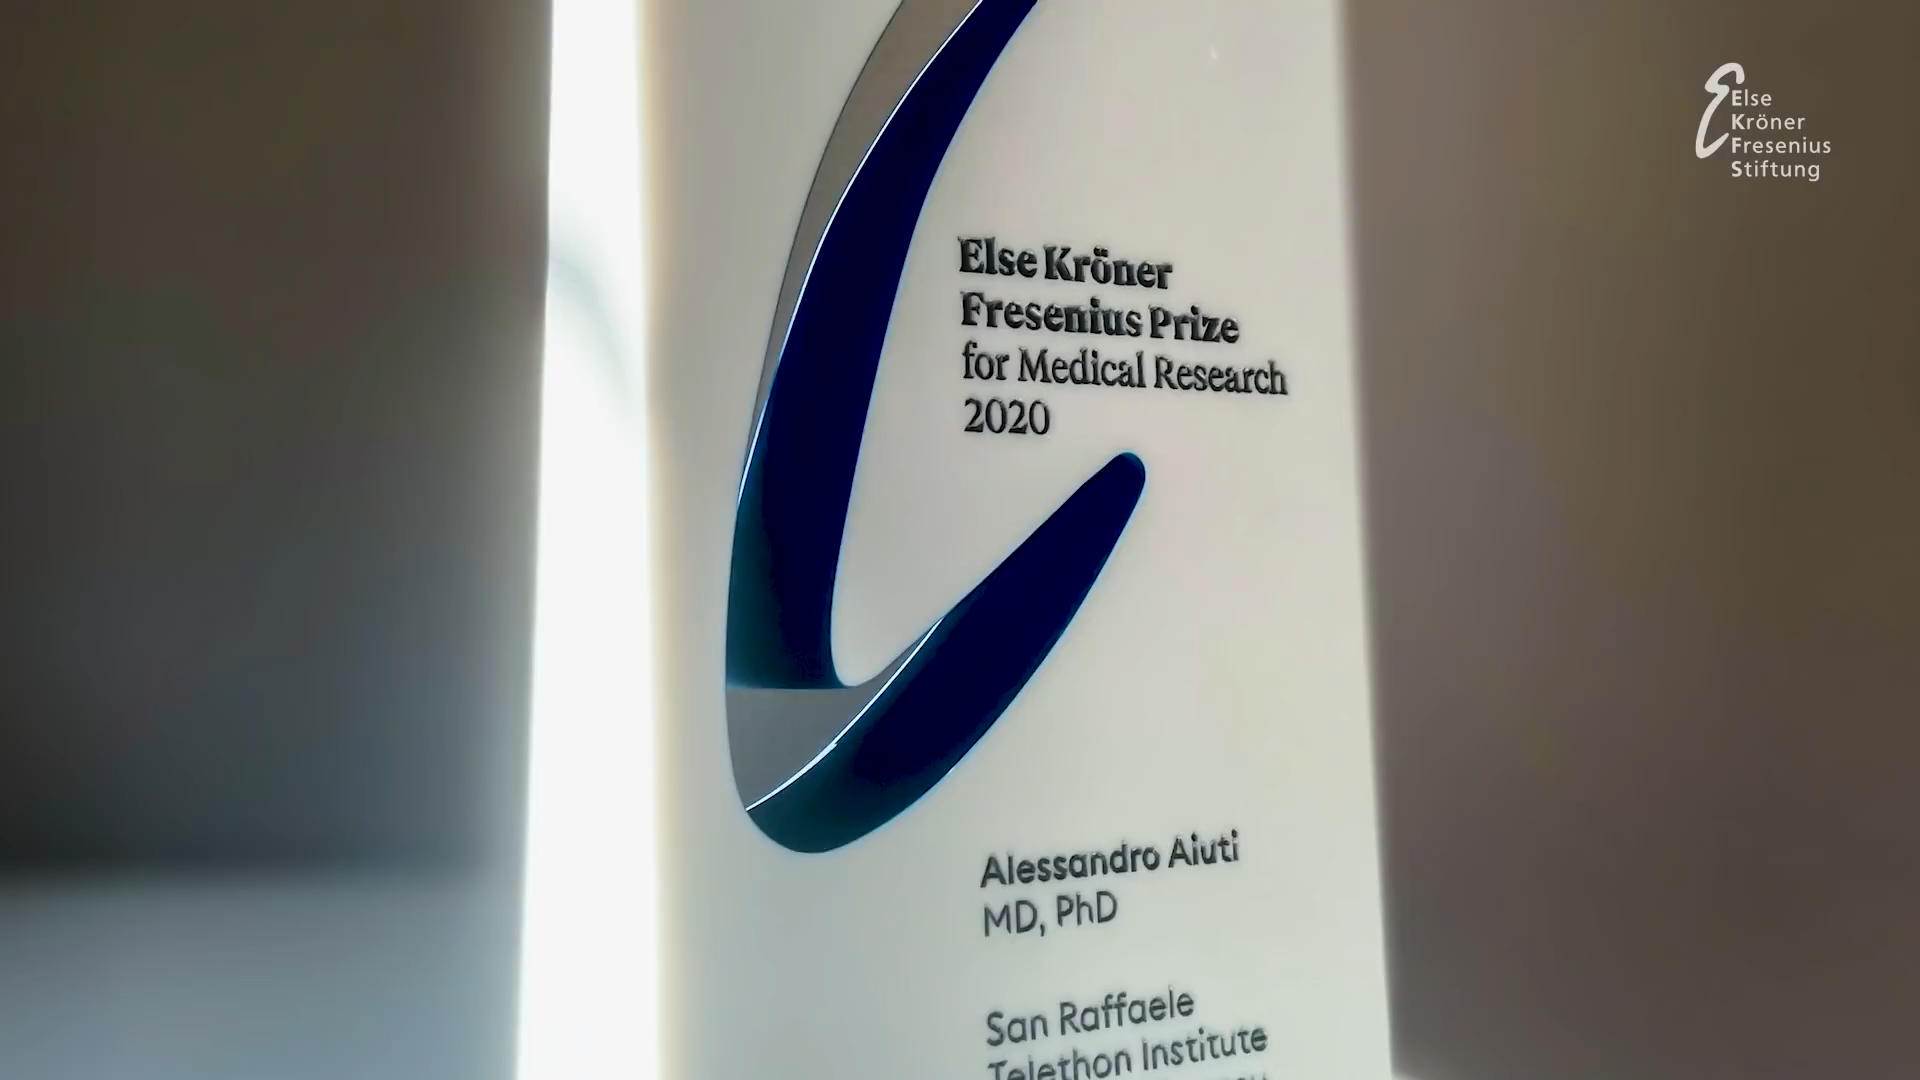 Else
Kröner
Fresenius
Stiftung
Else Kröner
Fresenius Prize
for Medical Research
2020
Alessandro Aiuti
MD, PhD
San Raffaele
Telethon Institute